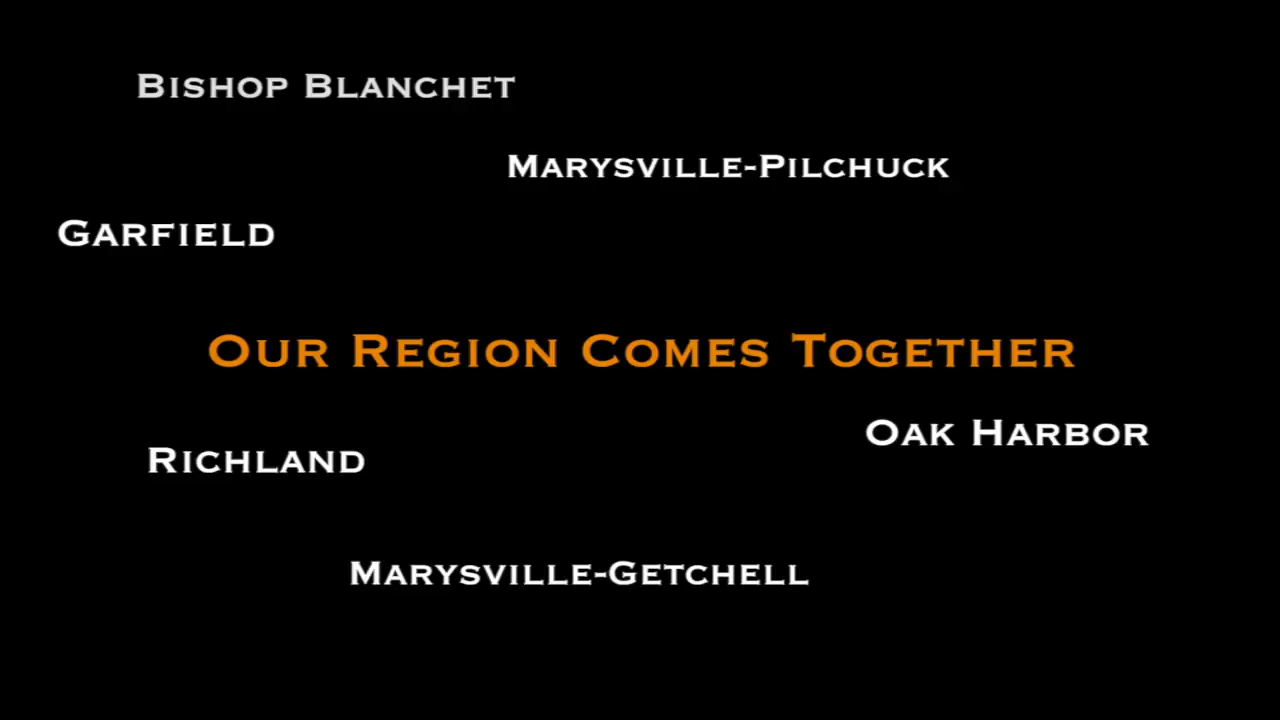 Bishop Blanchet
Marysville-Pilchuck
Garfield
Our Region Comes Together
Oak Harbor
Richland
Marysville-Getchell